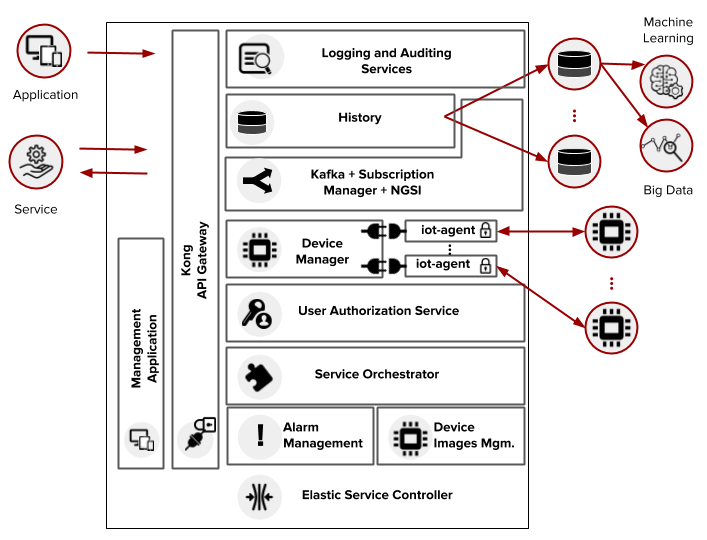 Application
Service
Management
Application
Kong
API Gateway
Logging and Auditing
Services
History
Kafka + Subscription
Manager + NGSI
Device
Manager
iot-agent
iot-agent
User Authorization Service
Service Orchestrator
Alarm
Management
Device
Images Mgm.
Elastic Service Controller
Machine
Learning
Big Data